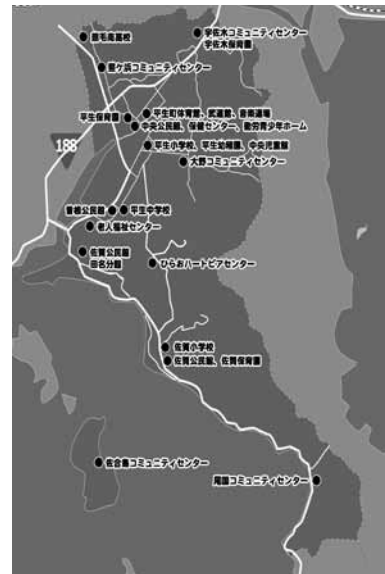 熊毛南高校
宇佐木コミュニティセンター
宇佐木保育園
コミュニティセンター
平生町体育館、武道館、
平生保育園
中央公民館、保健センター、勤労青少年ホーム
188
平生小学校、平生幼稚園、中央児童館
大野コミュニティセンター
曽根公民館
平生中学校
老人福祉センター
佐賀公民館
田名分館
ひらおハートピアセンター
佐賀小学校
佐賀公民館、佐賀保育園
佐合島コミュニティセンター
尾国コミュニティセンター